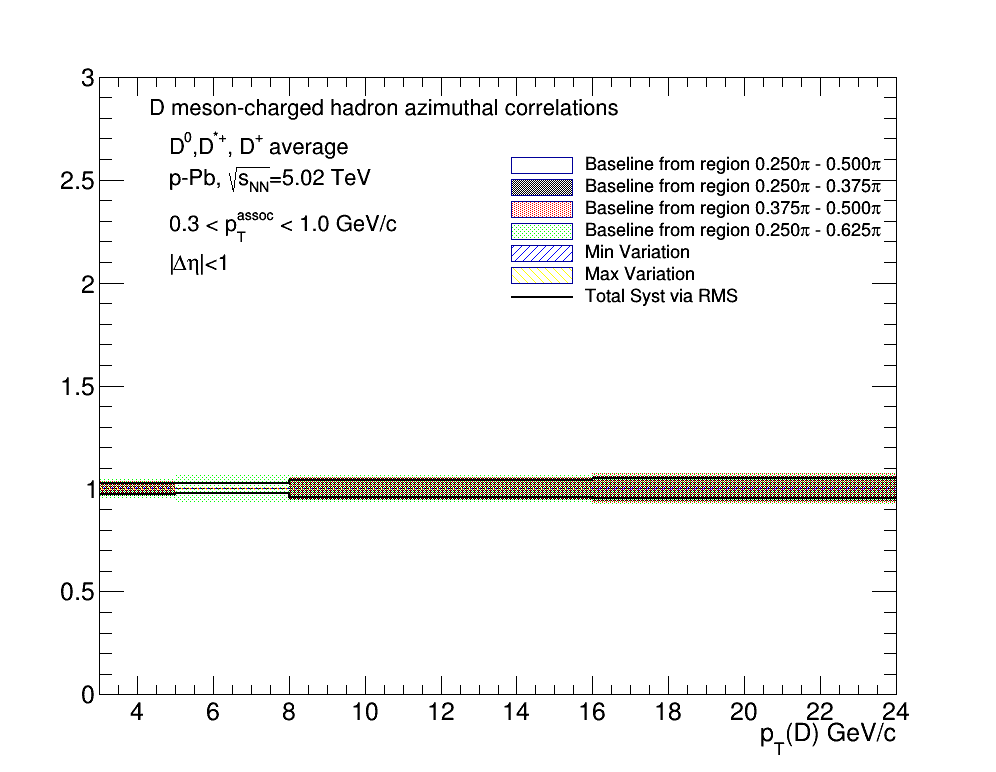 3
2.5
2
1.5
1
0.5
0
D meson-charged hadron azimuthal correlations
D⁰,D*⁺, D⁺ average
p-Pb, √s_NN=5.02 TeV
0.3 < p_T^assoc < 1.0 GeV/c
|Δη|<1
Baseline from region 0.250π - 0.500π
Baseline from region 0.250π - 0.375π
Baseline from region 0.375π - 0.500π
Baseline from region 0.250π - 0.625π
Min Variation
Max Variation
Total Syst via RMS
4 6 8 10 12 14 16 18 20 22 24
p_T(D) GeV/c